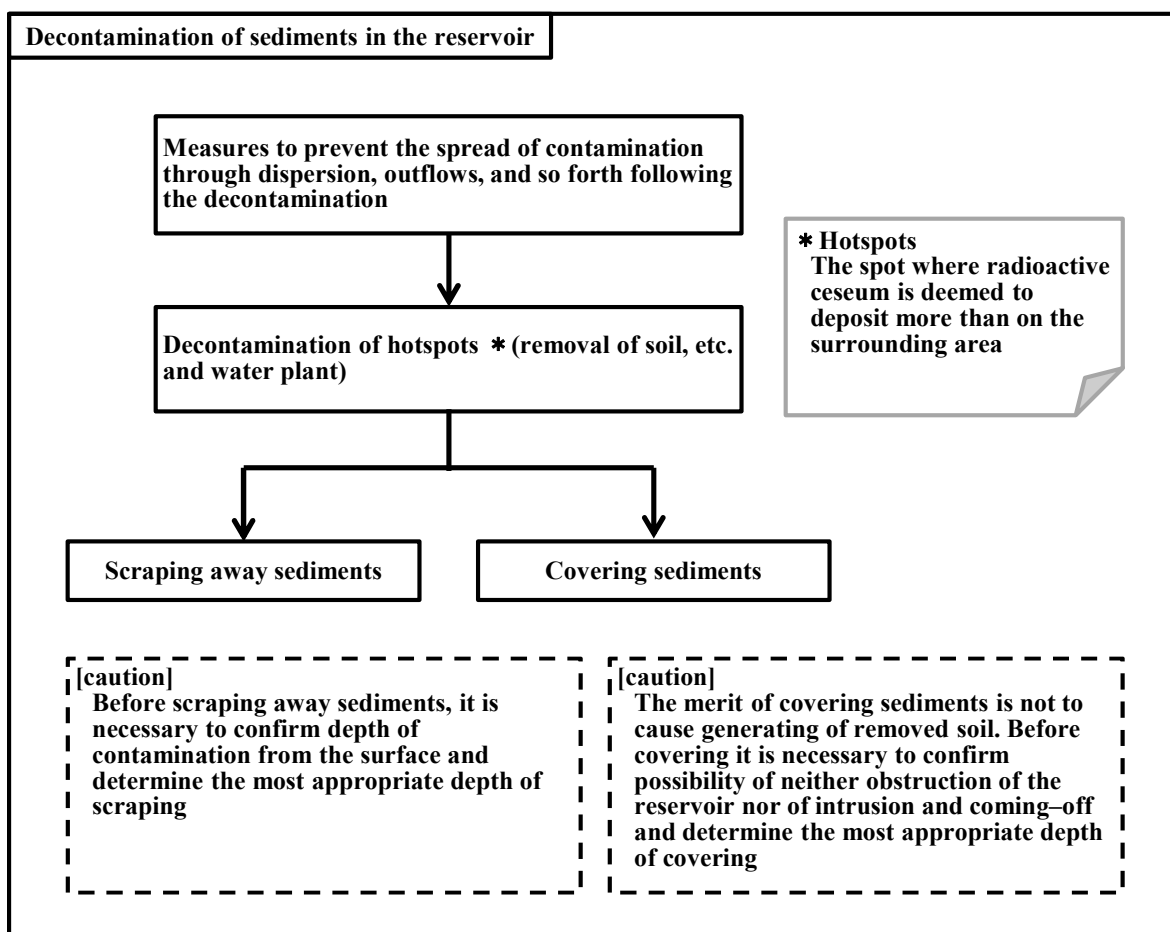 Decontamination of sediments in the reservoir
Measures to prevent the spread of contamination
through dispersion, outflows, and so forth following
the decontamination
* Hotspots
The spot where radioactive
ceseum is deemed to
deposit more than on the
surrounding area
Decontamination of hotspots * (removal of soil, etc.
and water plant)
Scraping away sediments
Covering sediments
[caution]
Before scraping away sediments, it is
necessary to confirm depth of
contamination from the surface and
determine the most appropriate depth of
scraping
[caution]
The merit of covering sediments is not to
cause generating of removed soil. Before
covering it is necessary to confirm
possibility of neither obstruction of the
reservoir nor of intrusion and coming–off
and determine the most appropriate depth
of covering